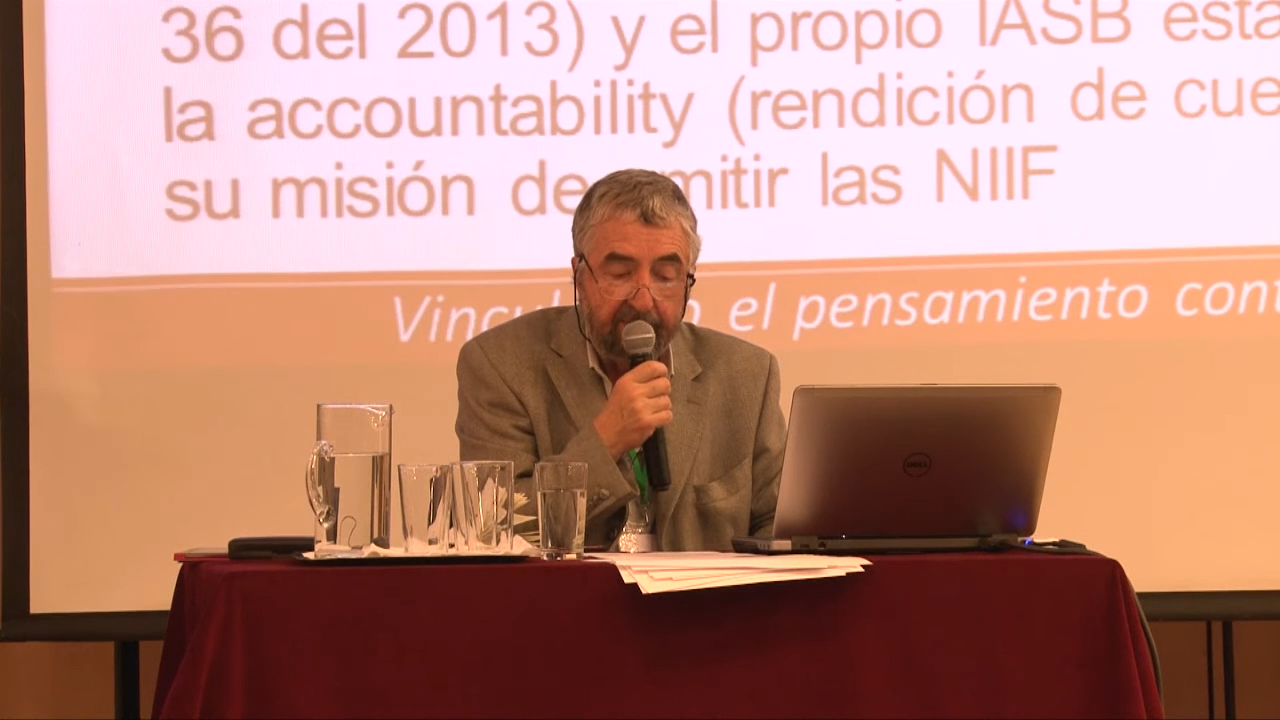 36 del 2013) y el propio IASB esta
la accountability (rendición de cue
su misión de mitir las NIIF
Vincul o el pensamiento cont
DELL